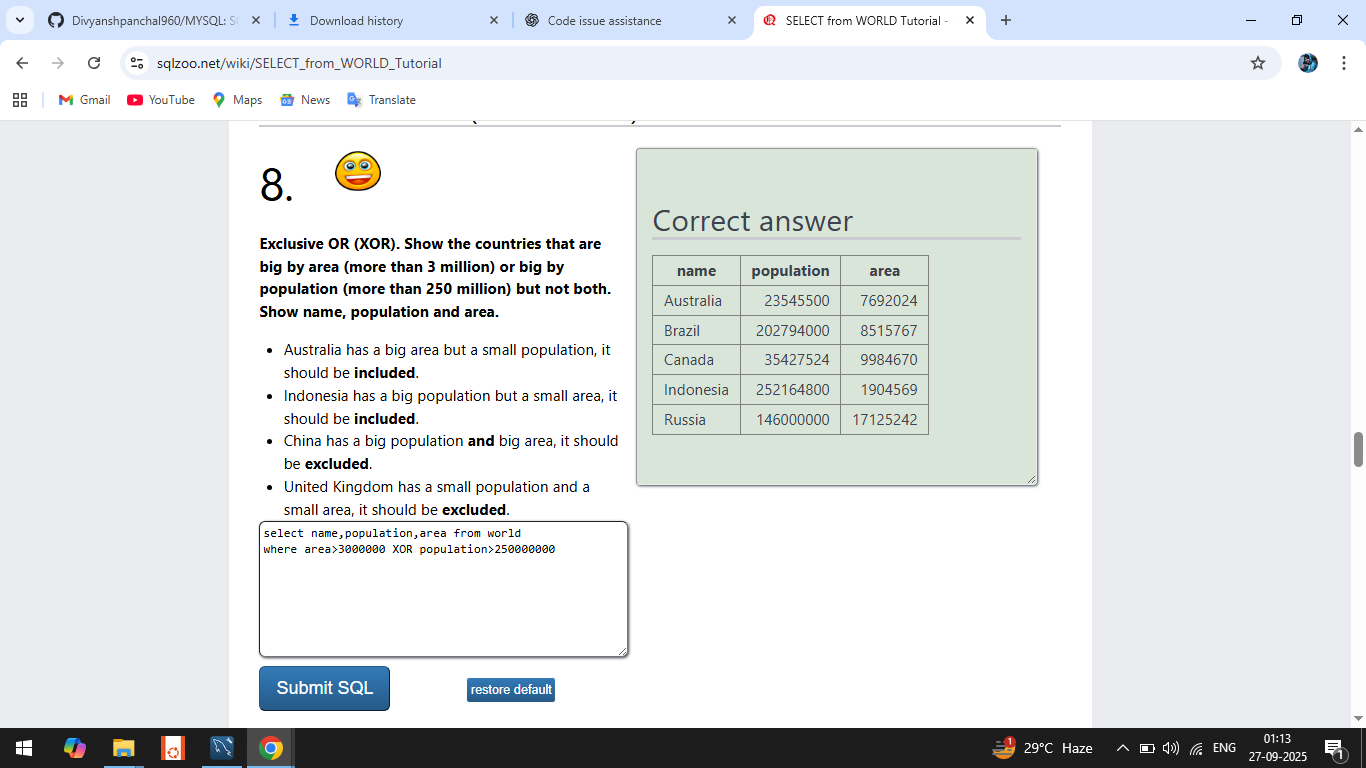 Divyanshpanchal960/MYSQL: S
Download history
Code issue assistance
SELECT from WORLD Tutorial -
sqlzoo.net/wiki/SELECT_from_WORLD_Tutorial
Gmail
YouTube
Maps
News
Translate
8.
Exclusive OR (XOR). Show the countries that are
big by area (more than 3 million) or big by
population (more than 250 million) but not both.
Show name, population and area.
• Australia has a big area but a small population, it
should be included.
• Indonesia has a big population but a small area, it
should be included.
• China has a big population and big area, it should
be excluded.
• United Kingdom has a small population and a
small area, it should be excluded.
select name,population,area from world
where area>3000000 XOR population>250000000
Submit SQL
restore default
Correct answer
name population area
Australia 23545500 7692024
Brazil 202794000 8515767
Canada 35427524 9984670
Indonesia 252164800 1904569
Russia 146000000 17125242
1
29°C Haze
ENG
01:13
27-09-2025
1